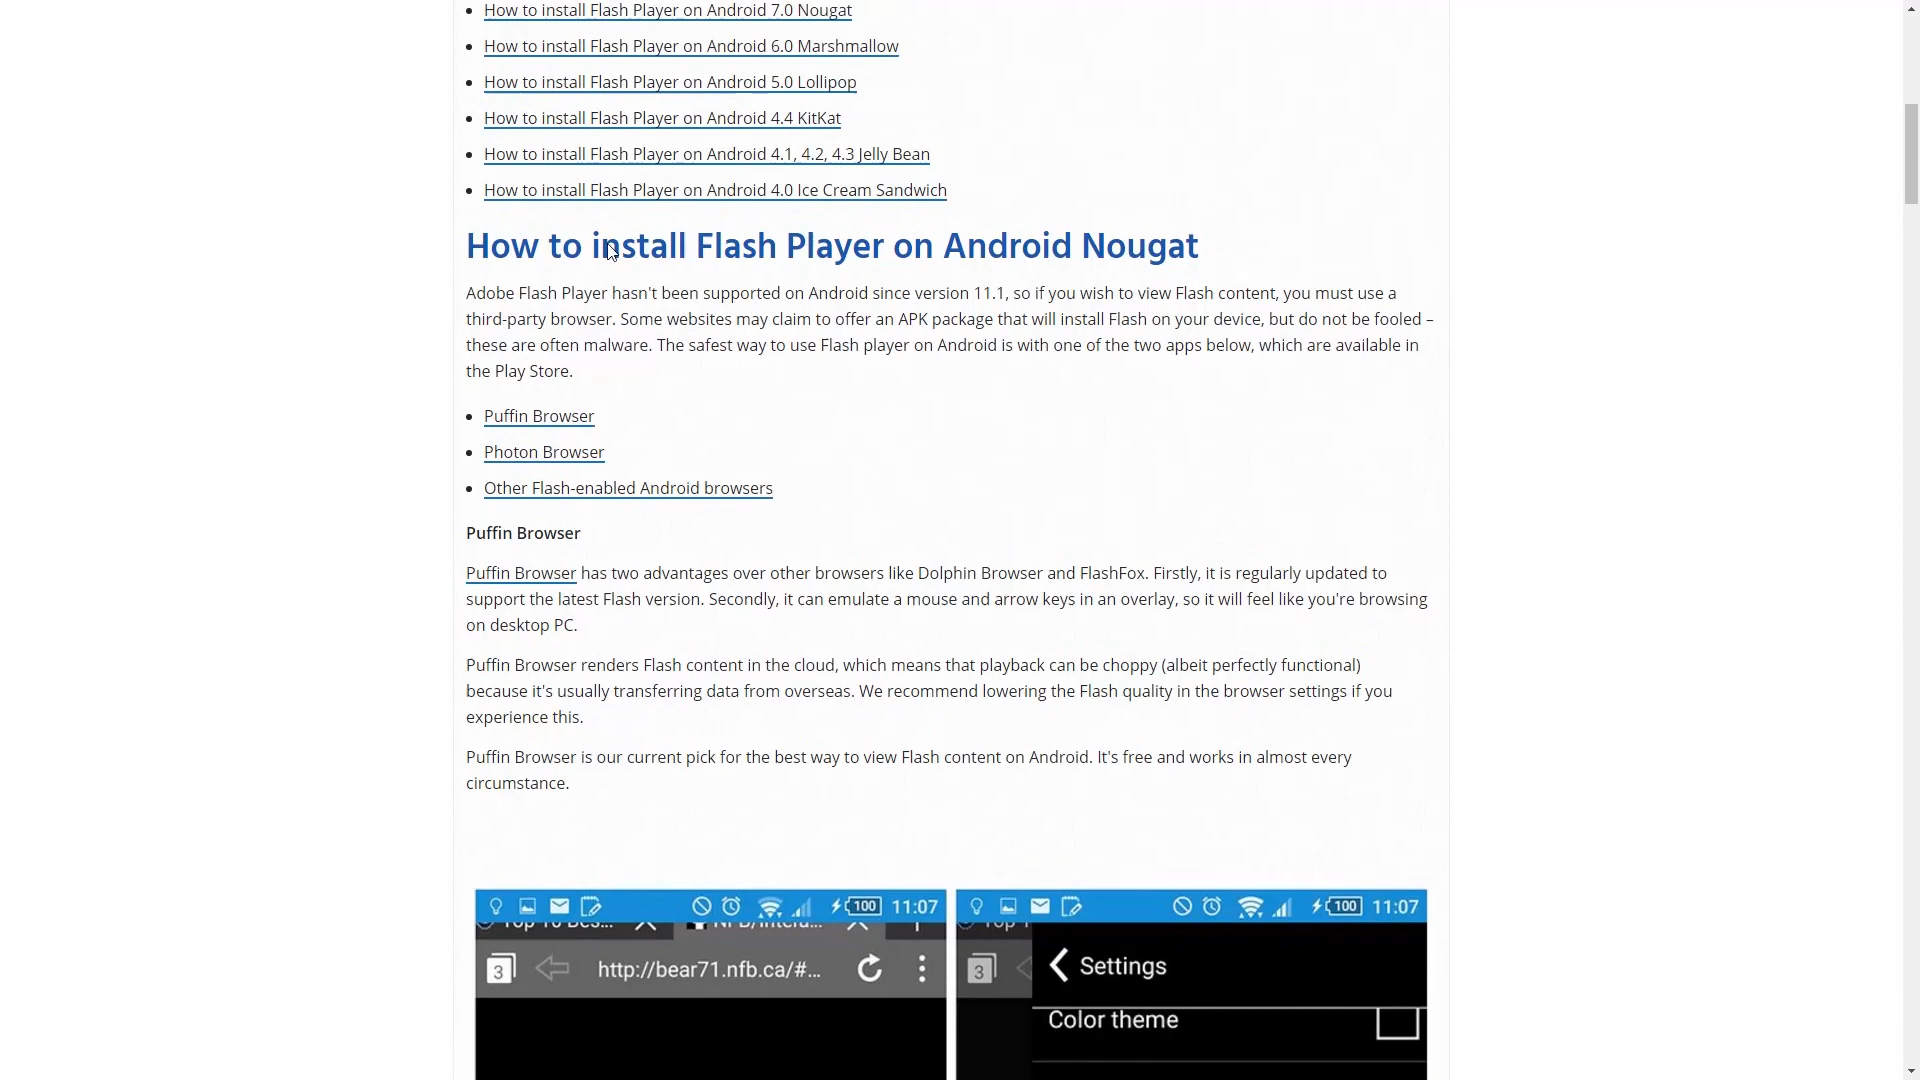 How to install Flash Player on Android 7.0 Nougat
How to install Flash Player on Android 6.0 Marshmallow
How to install Flash Player on Android 5.0 Lollipop
How to install Flash Player on Android 4.4 KitKat
How to install Flash Player on Android 4.1, 4.2, 4.3 Jelly Bean
How to install Flash Player on Android 4.0 Ice Cream Sandwich
How to install Flash Player on Android Nougat
Adobe Flash Player hasn't been supported on Android since version 11.1, so if you wish to view Flash content, you must use a
third-party browser. Some websites may claim to offer an APK package that will install Flash on your device, but do not be fooled –
these are often malware. The safest way to use Flash player on Android is with one of the two apps below, which are available in
the Play Store.
Puffin Browser
Photon Browser
Other Flash-enabled Android browsers
Puffin Browser
Puffin Browser has two advantages over other browsers like Dolphin Browser and FlashFox. Firstly, it is regularly updated to
support the latest Flash version. Secondly, it can emulate a mouse and arrow keys in an overlay, so it will feel like you're browsing
on desktop PC.
Puffin Browser renders Flash content in the cloud, which means that playback can be choppy (albeit perfectly functional)
because it's usually transferring data from overseas. We recommend lowering the Flash quality in the browser settings if you
experience this.
Puffin Browser is our current pick for the best way to view Flash content on Android. It's free and works in almost every
circumstance.
100 11:07
100 11:07
Top 10 Bes...
3 http://bear71.nfb.ca/#...
3 Settings
Color theme